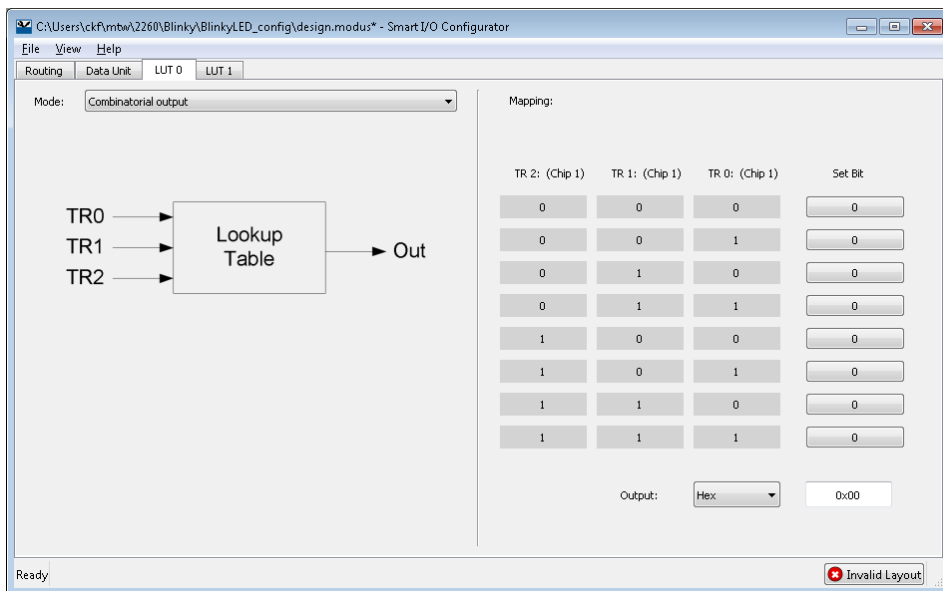 C:\Users\ckf\mtw\2260\Blinky\BlinkyLED_config\design.modus* - Smart I/O Configurator
File View Help
Routing Data Unit LUT 0 LUT 1
Mode: Combinatorial output
Mapping:
TR 2: (Chip 1) TR 1: (Chip 1) TR 0: (Chip 1) Set Bit
0 0 0 0
0 0 1 0
0 1 0 0
0 1 1 0
1 0 0 0
1 0 1 0
1 1 0 0
1 1 1 0
TR0
TR1
TR2
Lookup
Table
Out
Output: Hex 0x00
Ready
Invalid Layout